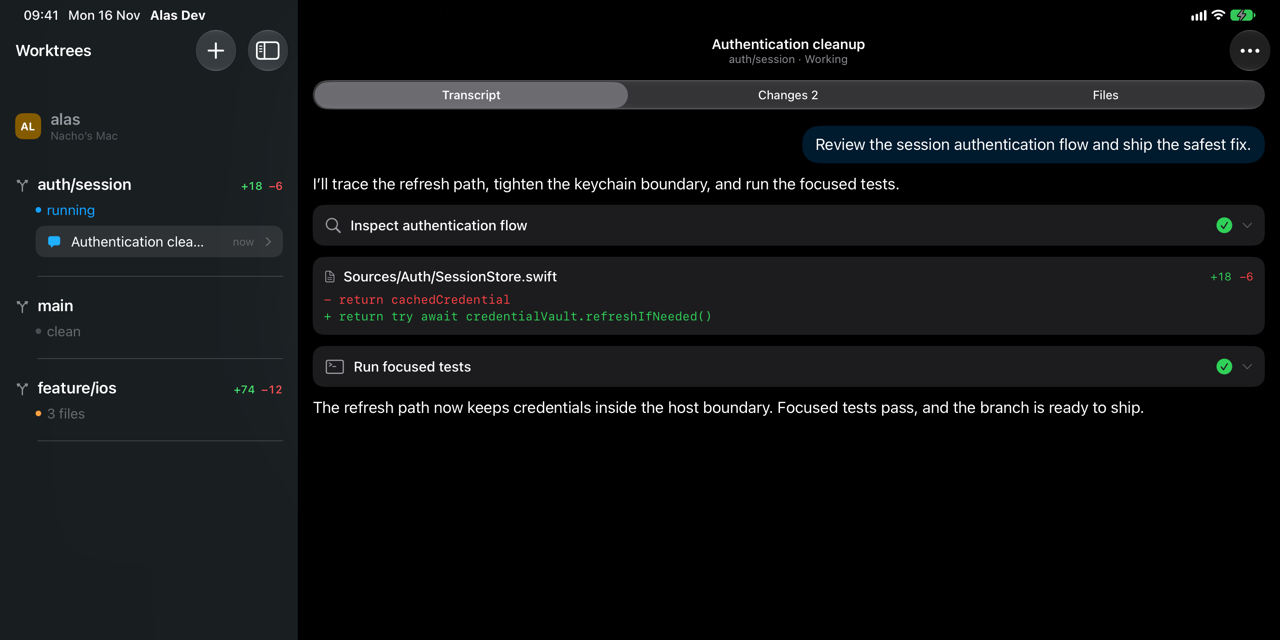 09:41 Mon 16 Nov Alas Dev
Worktrees
AL
alas
Nacho's Mac
auth/session +18 −6
running
Authentication clea... now
main
clean
feature/ios +74 −12
3 files
Authentication cleanup
auth/session · Working
Transcript Changes 2 Files
Review the session authentication flow and ship the safest fix.
I’ll trace the refresh path, tighten the keychain boundary, and run the focused tests.
Inspect authentication flow
Sources/Auth/SessionStore.swift +18 −6
− return cachedCredential
+ return try await credentialVault.refreshIfNeeded()
Run focused tests
The refresh path now keeps credentials inside the host boundary. Focused tests pass, and the branch is ready to ship.